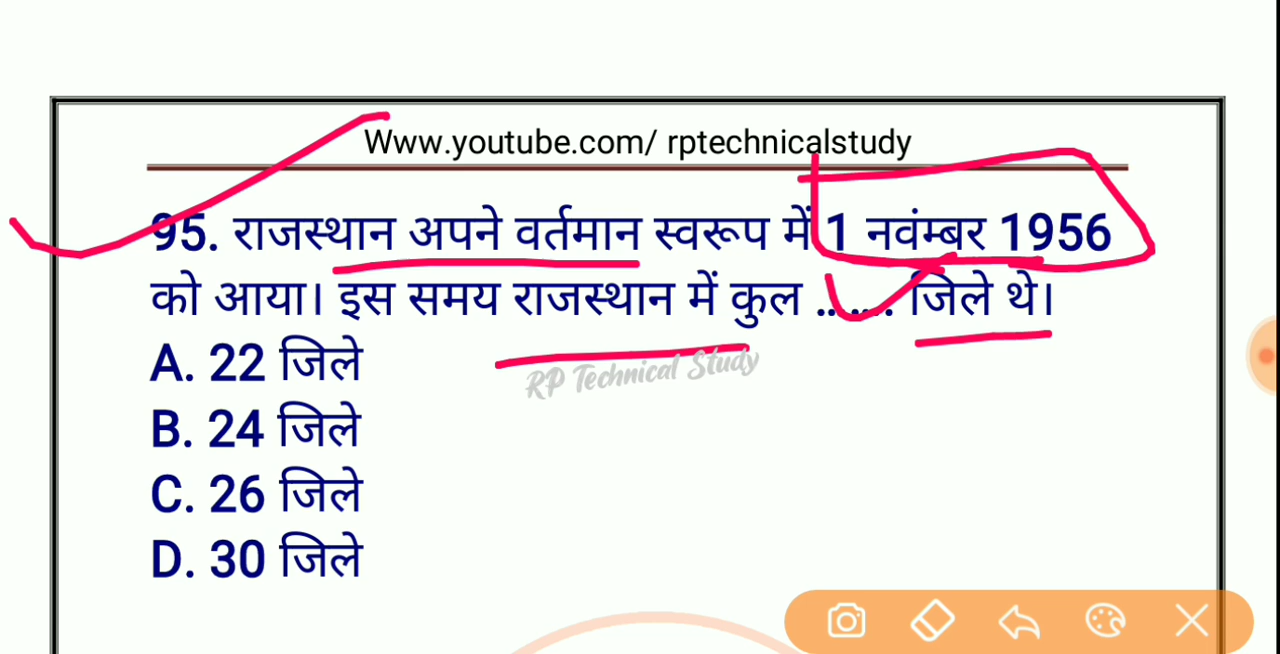 Www.youtube.com/ rptechnicalstudy
95. राजस्थान अपने वर्तमान स्वरूप में 1 नवंम्बर 1956
को आया। इस समय राजस्थान में कुल ....... जिले थे।
RP Technical Study
A. 22 जिले
B. 24 जिले
C. 26 जिले
D. 30 जिले